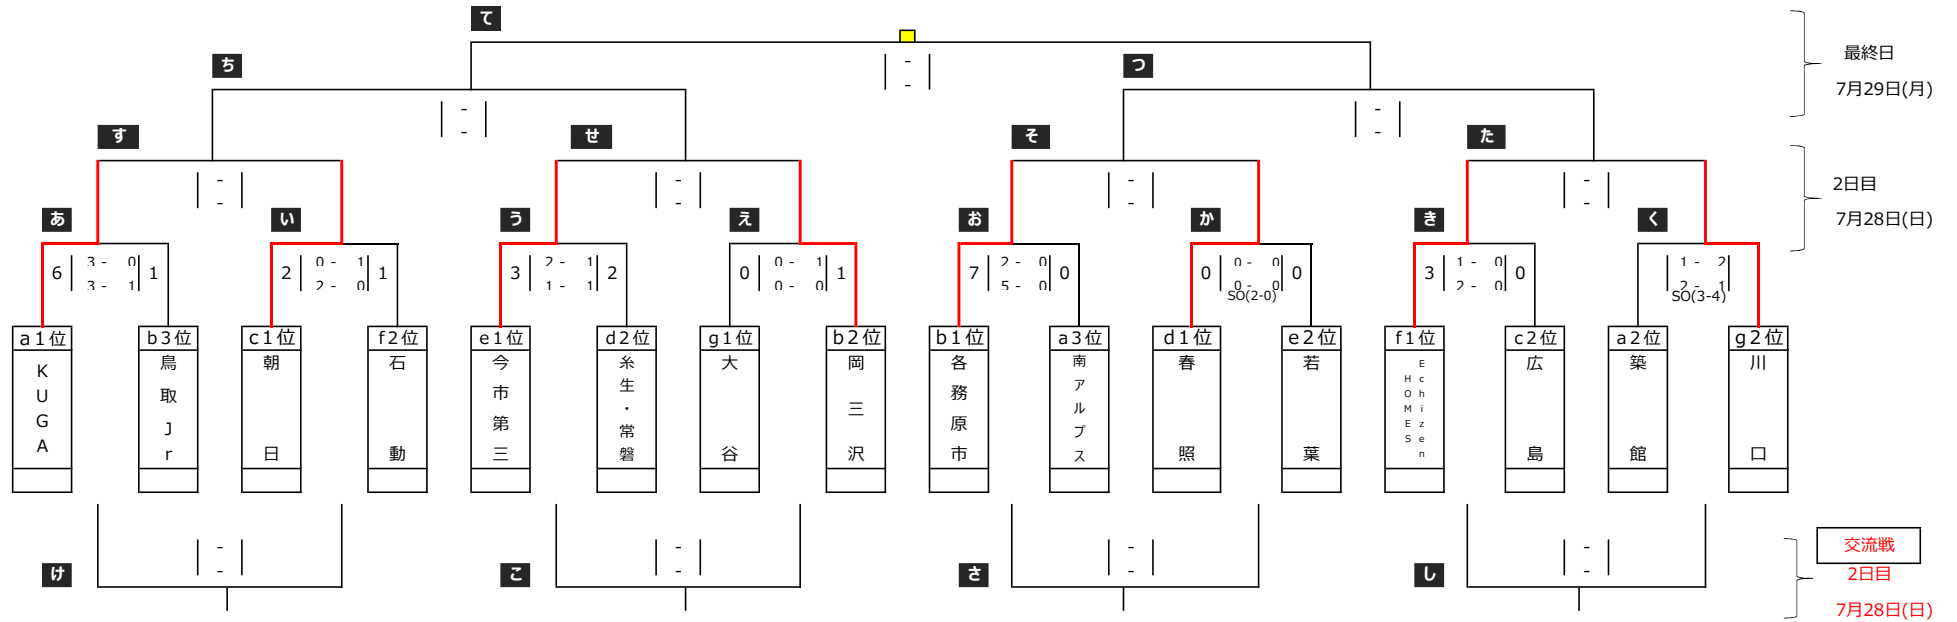 て
最終日
7月29日(月)
ち
つ
-
-
-
-
-
-
す
せ
そ
た
2日目
7月28日(日)
-
-
-
-
-
-
-
-
あ
い
う
え
お
か
き
く
6 3 - 0 1
3 - 1
2 0 - 1 1
2 - 0
3 2 - 1 2
1 - 1
0 0 - 1 1
0 - 0
7 2 - 0 0
5 - 0
0 0 - 0 0
0 - 0
SO(2-0)
3 1 - 0 0
2 - 0
1 - 2
2 - 1
SO(3-4)
a1位
KUGA
b3位
鳥取Jr
c1位
朝日
f2位
石動
e1位
今市第三
d2位
糸生・常磐
g1位
大谷
b2位
岡三沢
b1位
各務原市
a3位
南アルプス
d1位
春照
e2位
若葉
f1位
Echizen
HOMES
c2位
広島
a2位
築館
g2位
川口
-
-
-
-
-
-
-
-
け
こ
さ
し
交流戦
2日目
7月28日(日)